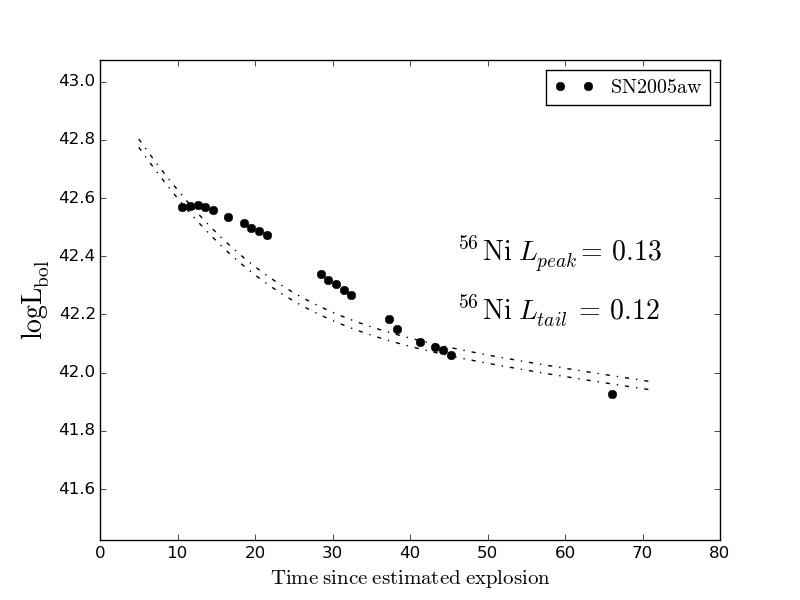 43.0
SN2005aw
42.8
42.6
42.4
⁵⁶Ni L_peak = 0.13
42.2
⁵⁶Ni L_tail = 0.12
logL_bol
42.0
41.8
41.6
0 10 20 30 40 50 60 70 80
Time since estimated explosion